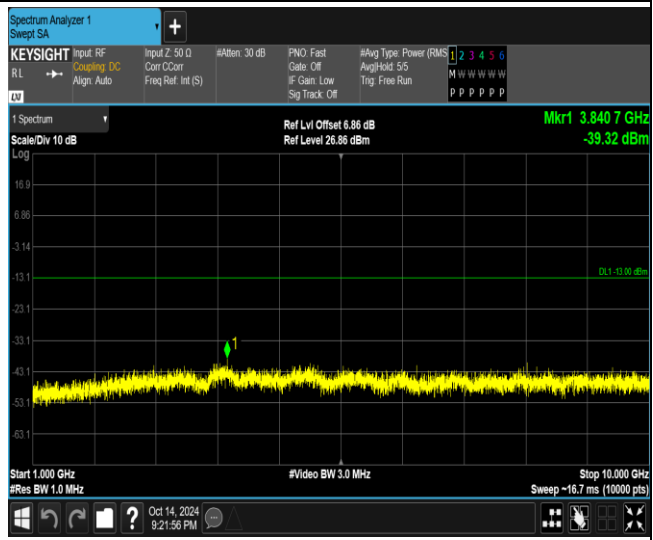 Spectrum Analyzer 1
Swept SA
+
KEYSIGHT
R L
LXI
Input: RF
Coupling: DC
Align: Auto
Input Z: 50 Ω
Corr CCorr
Freq Ref: Int (S)
#Atten: 30 dB
PNO: Fast
Gate: Off
IF Gain: Low
Sig Track: Off
#Avg Type: Power (RMS
Avg|Hold: 5/5
Trig: Free Run
1 2 3 4 5 6
M W W W W W
P P P P P P
1 Spectrum
Scale/Div 10 dB
Log
Ref Lvl Offset 6.86 dB
Ref Level 26.86 dBm
Mkr1 3.840 7 GHz
-39.32 dBm
16.9
6.86
-3.14
-13.1
-23.1
-33.1
-43.1
-53.1
-63.1
DL1 -13.00 dBm
1
Start 1.000 GHz
#Res BW 1.0 MHz
#Video BW 3.0 MHz
Stop 10.000 GHz
Sweep ~16.7 ms (10000 pts)
?
Oct 14, 2024
9:21:56 PM